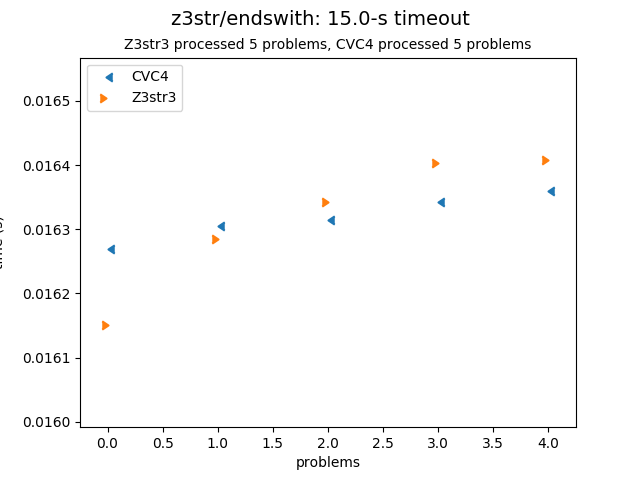 z3str/endswith: 15.0-s timeout
Z3str3 processed 5 problems, CVC4 processed 5 problems
CVC4
Z3str3
0.0165
0.0164
0.0163
0.0162
0.0161
0.0160
0.0 0.5 1.0 1.5 2.0 2.5 3.0 3.5 4.0
problems